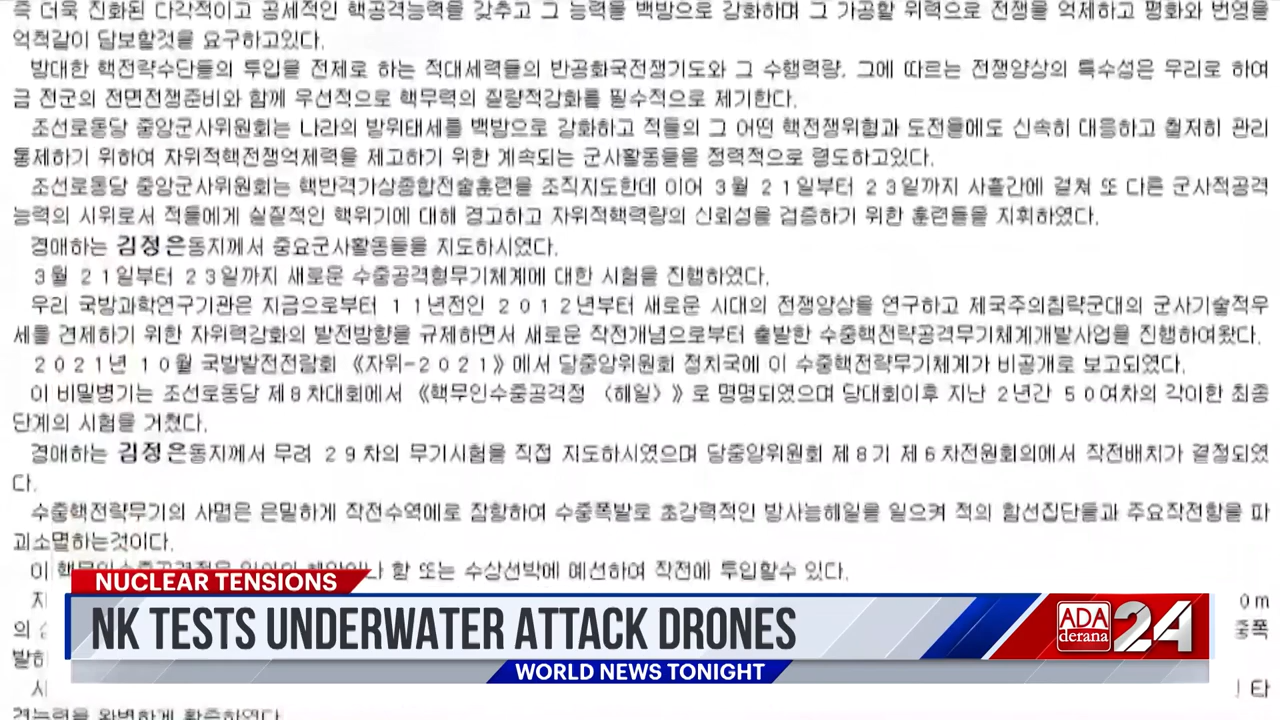 즉 더욱 진화된 다각적이고 공세적인 핵공격능력을 갖추고 그 능력을 백방으로 강화하며 그 가공할 위력으로 전쟁을 억제하고 평화와 번영을
억척같이 담보할것을 요구하고있다.
방대한 핵전략수단들의 투입을 전제로 하는 적대세력들의 반공화국전쟁기도와 그 수행력량, 그에 따르는 전쟁양상의 특수성은 우리로 하여
금 전군의 전면전쟁준비와 함께 우선적으로 핵무력의 질량적강화를 필수적으로 제기한다.
조선로동당 중앙군사위원회는 나라의 방위태세를 백방으로 강화하고 적들의 그 어떤 핵전쟁위협과 도전들에도 신속히 대응하고 철저히 관리
통제하기 위하여 자위적핵전쟁억제력을 제고하기 위한 계속되는 군사활동들을 정력적으로 령도하고있다.
조선로동당 중앙군사위원회는 핵반격가상종합전술훈련을 조직지도한데 이어 3월 21일부터 23일까지 사흘간에 걸쳐 또 다른 군사적공격
능력의 시위로서 적들에게 실질적인 핵위기에 대해 경고하고 자위적핵력량의 신뢰성을 검증하기 위한 훈련들을 지휘하였다.
경애하는 김정은동지께서 중요군사활동들을 지도하시였다.
3월 21일부터 23일까지 새로운 수중공격형무기체계에 대한 시험을 진행하였다.
우리 국방과학연구기관은 지금으로부터 11년전인 2012년부터 새로운 시대의 전쟁양상을 연구하고 제국주의침략군대의 군사기술적우
세를 견제하기 위한 자위력강화의 발전방향을 규제하면서 새로운 작전개념으로부터 출발한 수중핵전략공격무기체계개발사업을 진행하여왔다.
2021년 10월 국방발전전람회 《자위-2021》에서 당중앙위원회 정치국에 이 수중핵전략무기체계가 비공개로 보고되였다.
이 비밀병기는 조선로동당 제8차대회에서 《핵무인수중공격정 〈해일〉》로 명명되였으며 당대회이후 지난 2년간 50여차의 각이한 최종
단계의 시험을 거쳤다.
경애하는 김정은동지께서 무려 29차의 무기시험을 직접 지도하시였으며 당중앙위원회 제8기 제6차전원회의에서 작전배치가 결정되였
다.
수중핵전략무기의 사명은 은밀하게 작전수역에로 잠항하여 수중폭발로 초강력적인 방사능해일을 일으켜 적의 함선집단들과 주요작전항을 파
괴소멸하는것이다.
이 핵무인수중공격정은 임의의 해안이나 항 또는 수상선박에 예선하여 작전에 투입할수 있다.
NUCLEAR TENSIONS
NK TESTS UNDERWATER ATTACK DRONES
ADA
derana
24
WORLD NEWS TONIGHT
0m
의
중폭
타
격능력을 완벽하게 확증하였다.